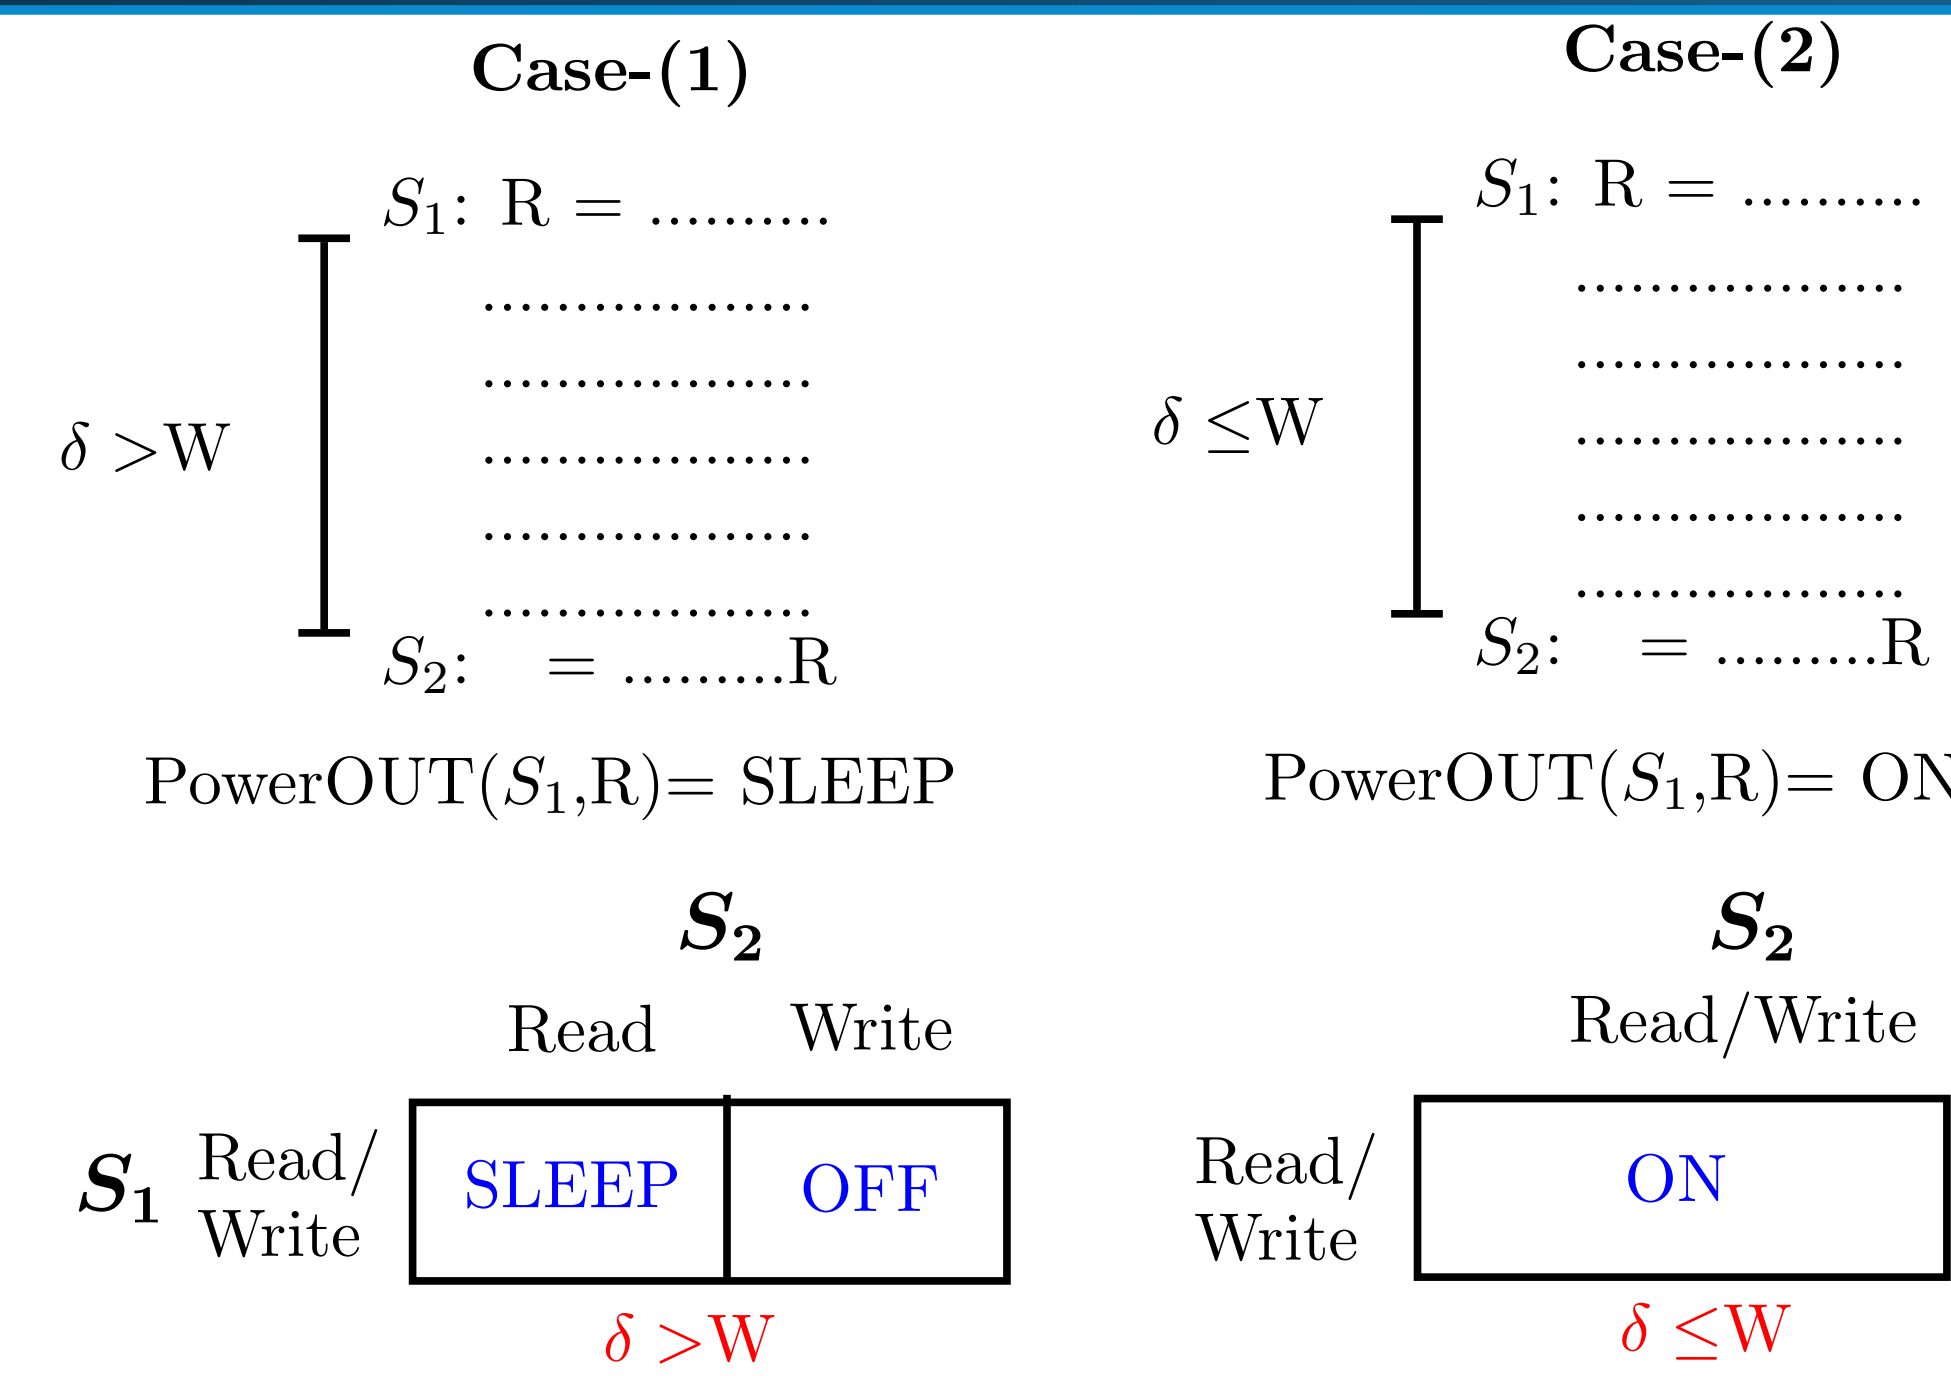 Case-(1)
S₁: R = ..........
..................
..................
δ >W
..................
..................
..................
S₂: = .........R
PowerOUT(S₁,R)= SLEEP
S₂
Read Write
S₁ Read/
Write
SLEEP OFF
δ >W
Case-(2)
S₁: R = ..........
..................
..................
δ ≤W
..................
..................
..................
S₂: = .........R
PowerOUT(S₁,R)= ON
S₂
Read/Write
Read/
Write
ON
δ ≤W